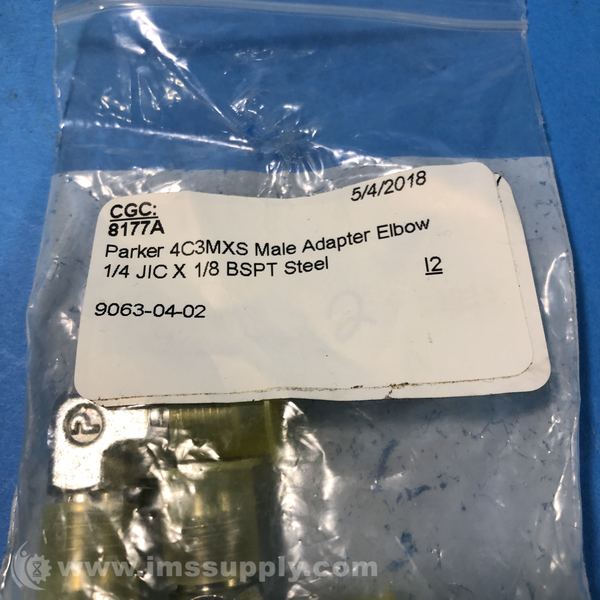 CGC: 5/4/2018
8177A
Parker 4C3MXS Male Adapter Elbow
1/4 JIC X 1/8 BSPT Steel I2
9063-04-02
www.imssupply.com